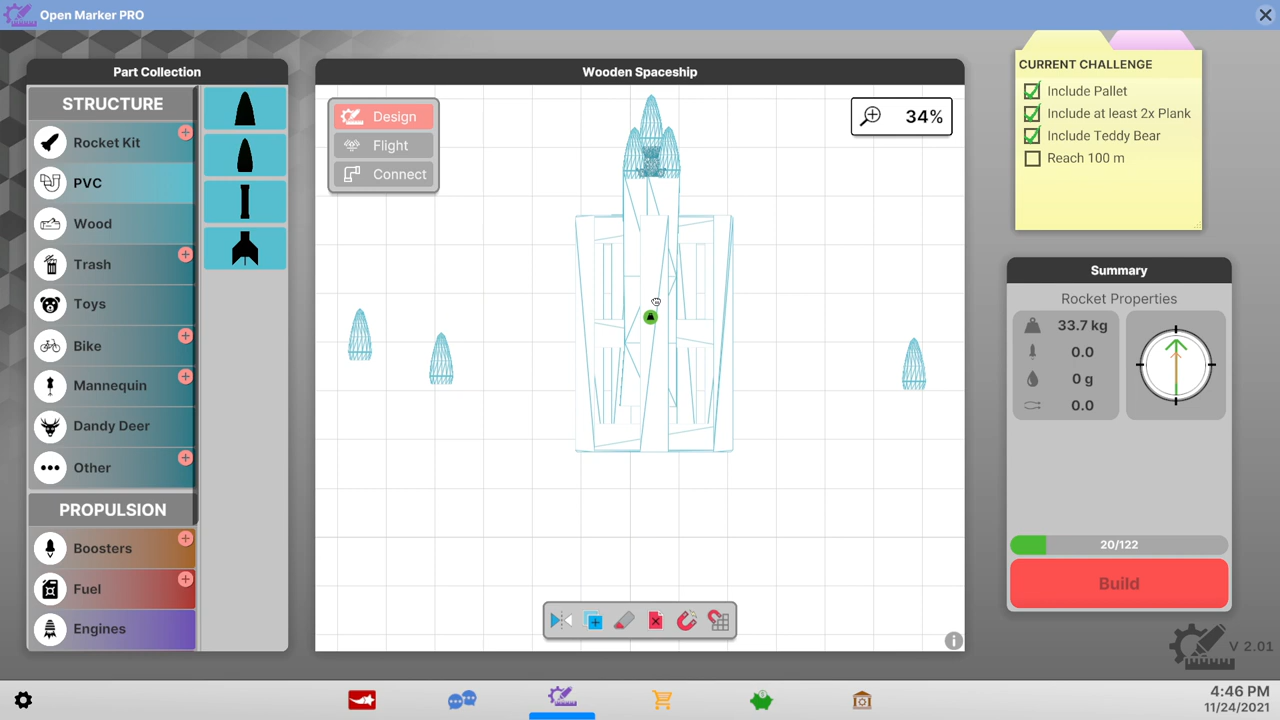 Open Marker PRO
Part Collection
STRUCTURE
Rocket Kit
PVC
Wood
Trash
Toys
Bike
Mannequin
Dandy Deer
Other
PROPULSION
Boosters
Fuel
Engines
Wooden Spaceship
Design
Flight
Connect
34%
CURRENT CHALLENGE
Include Pallet
Include at least 2x Plank
Include Teddy Bear
Reach 100 m
Summary
Rocket Properties
33.7 kg
0.0
0 g
0.0
20/122
Build
V 2.01
4:46 PM
11/24/2021